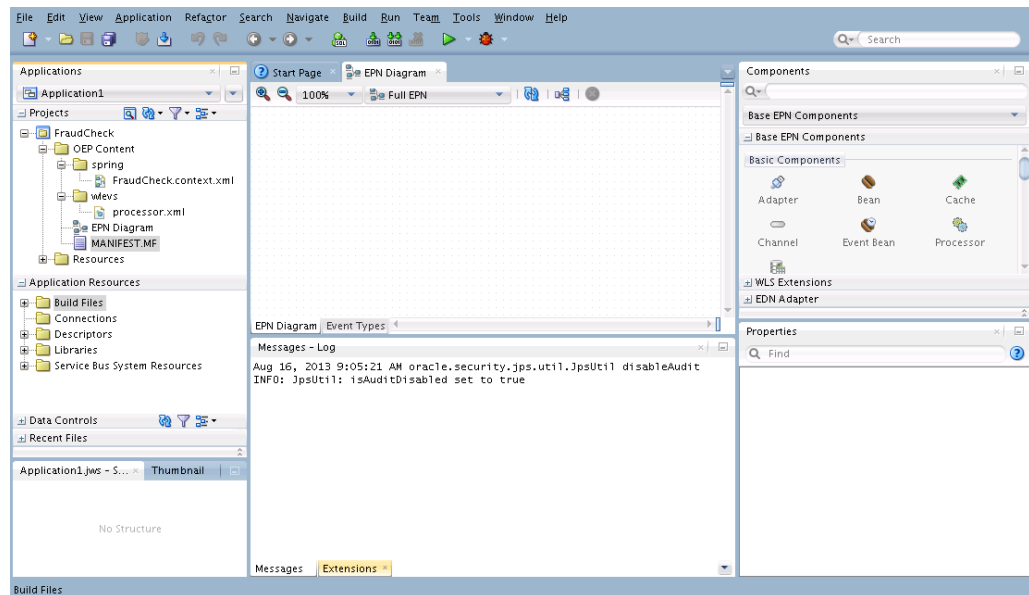 File Edit View Application Refactor Search Navigate Build Run Team Tools Window Help
Search
Applications
Application1
Projects
FraudCheck
OEP Content
spring
FraudCheck.context.xml
wlevs
processor.xml
EPN Diagram
MANIFEST.MF
Resources
Application Resources
Build Files
Connections
Descriptors
Libraries
Service Bus System Resources
Data Controls
Recent Files
Application1.jws - S... Thumbnail
No Structure
Start Page EPN Diagram
100% Full EPN
EPN Diagram Event Types
Messages - Log
Aug 16, 2013 9:05:21 AM oracle.security.jps.util.JpsUtil disableAudit
INFO: JpsUtil: isAuditDisabled set to true
Messages Extensions
Components
Base EPN Components
Base EPN Components
Basic Components
Adapter Bean Cache
Channel Event Bean Processor
WLS Extensions
EDN Adapter
Properties
Find
Build Files